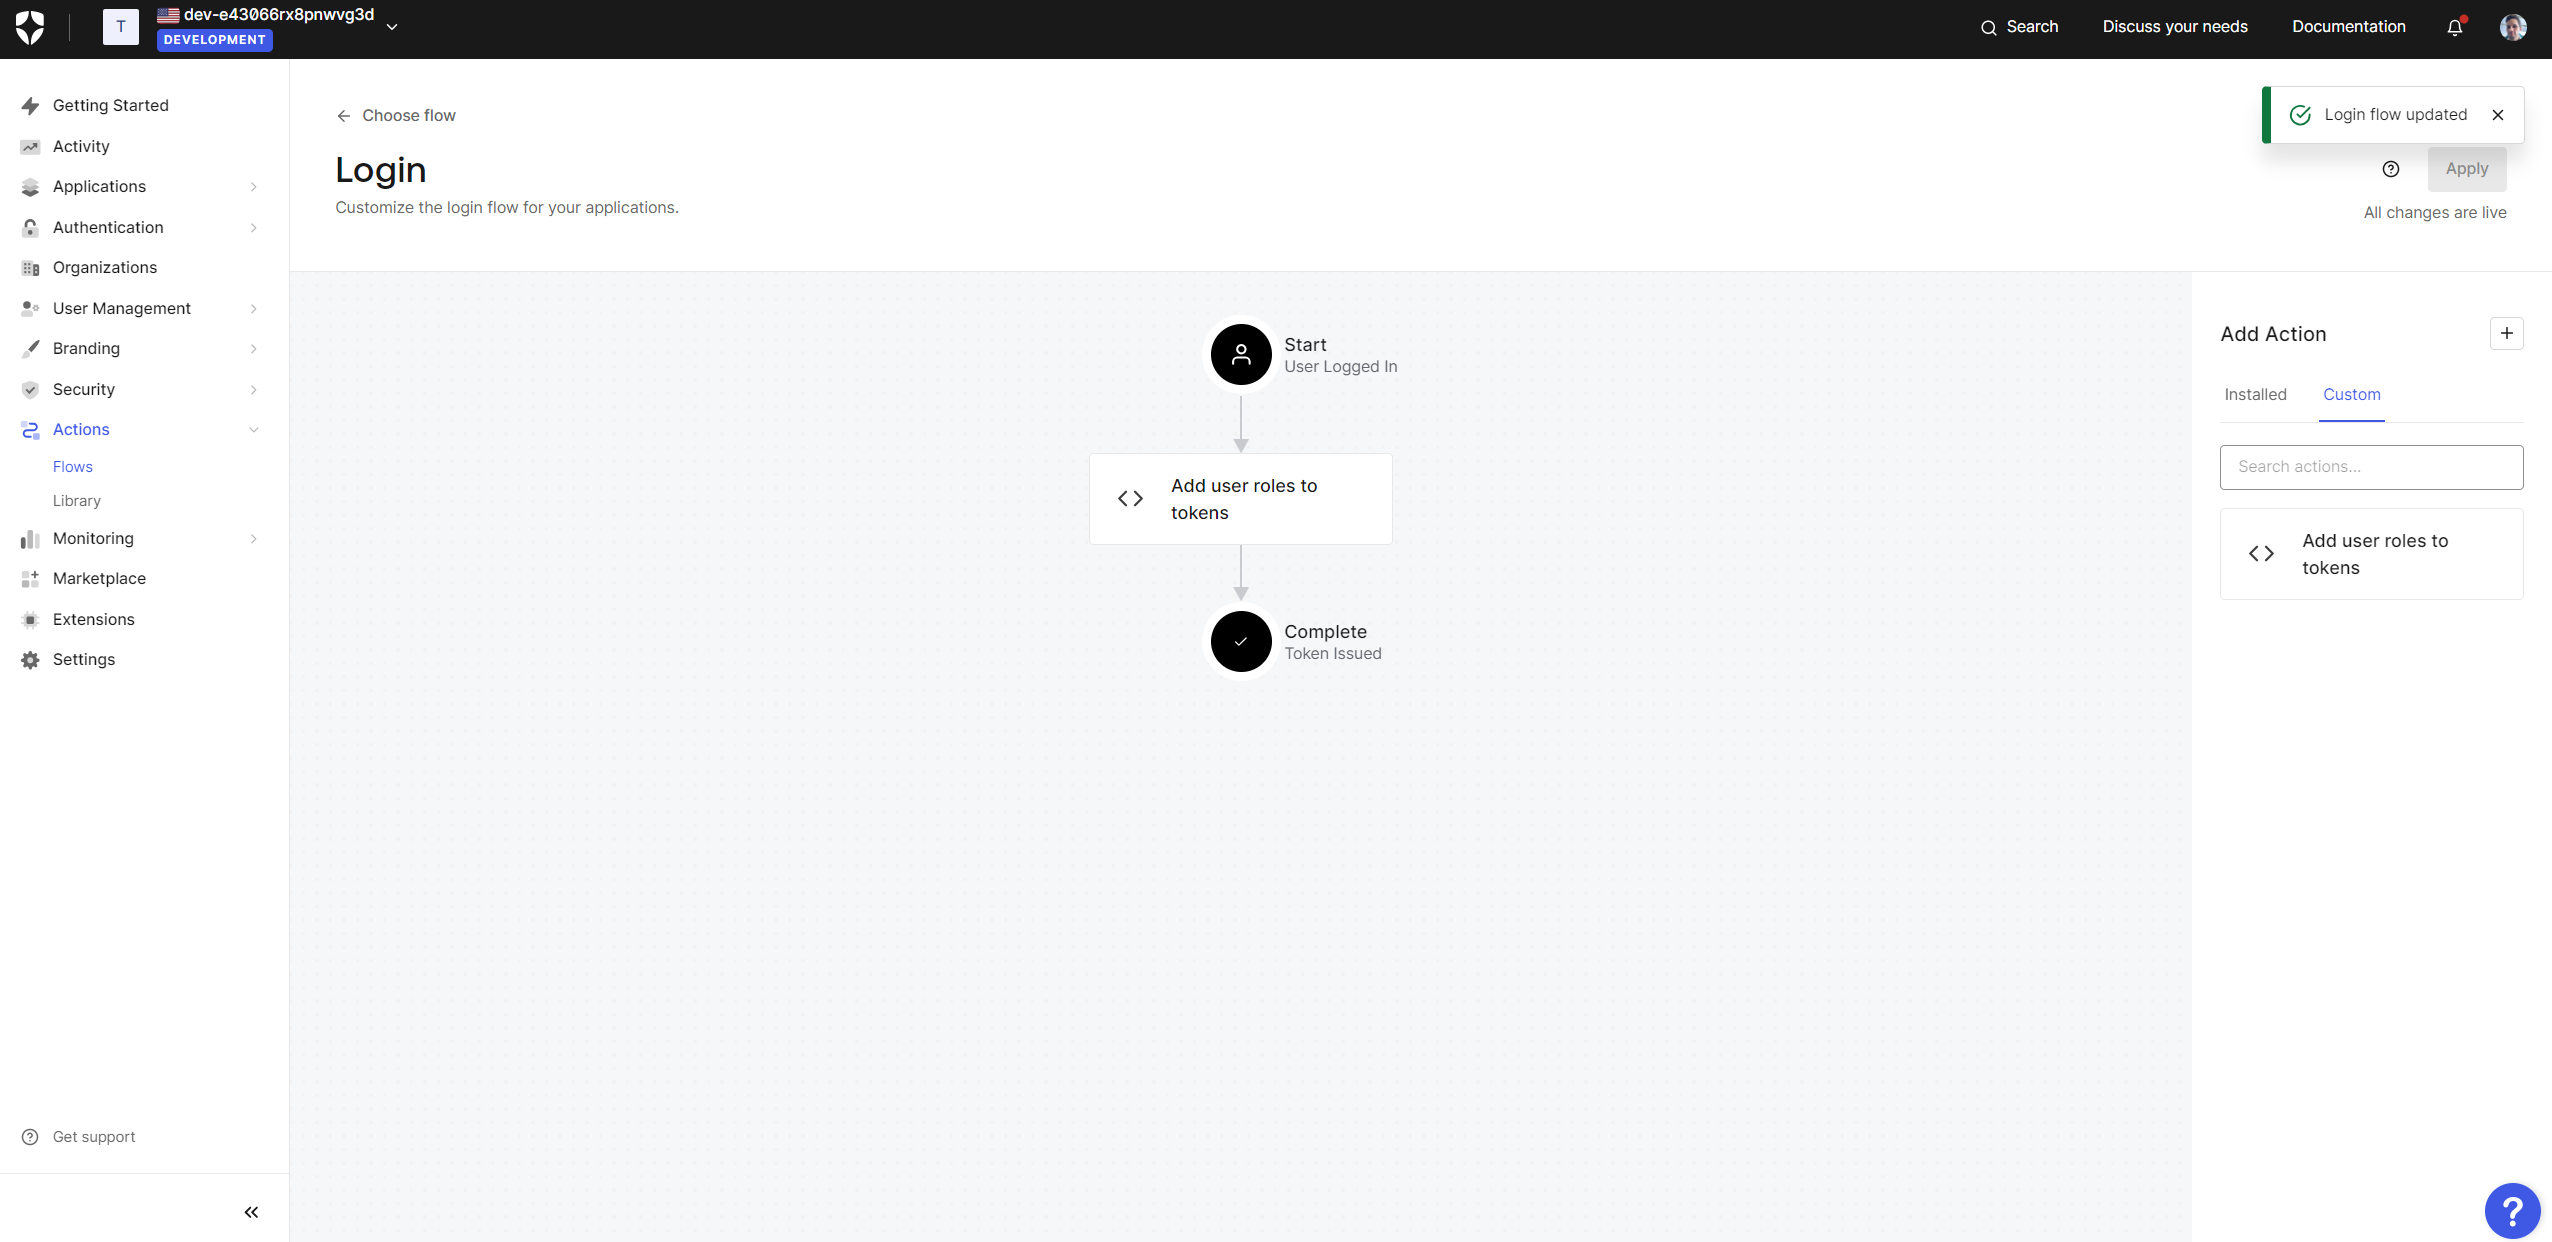 T
dev-e43066rx8pnwvg3d
DEVELOPMENT
Search
Discuss your needs
Documentation
Getting Started
Activity
Applications
Authentication
Organizations
User Management
Branding
Security
Actions
Flows
Library
Monitoring
Marketplace
Extensions
Settings
Get support
Choose flow
Login
Customize the login flow for your applications.
Login flow updated
Apply
All changes are live
Start
User Logged In
Add user roles to
tokens
Complete
Token Issued
Add Action
Installed
Custom
Search actions...
Add user roles to
tokens